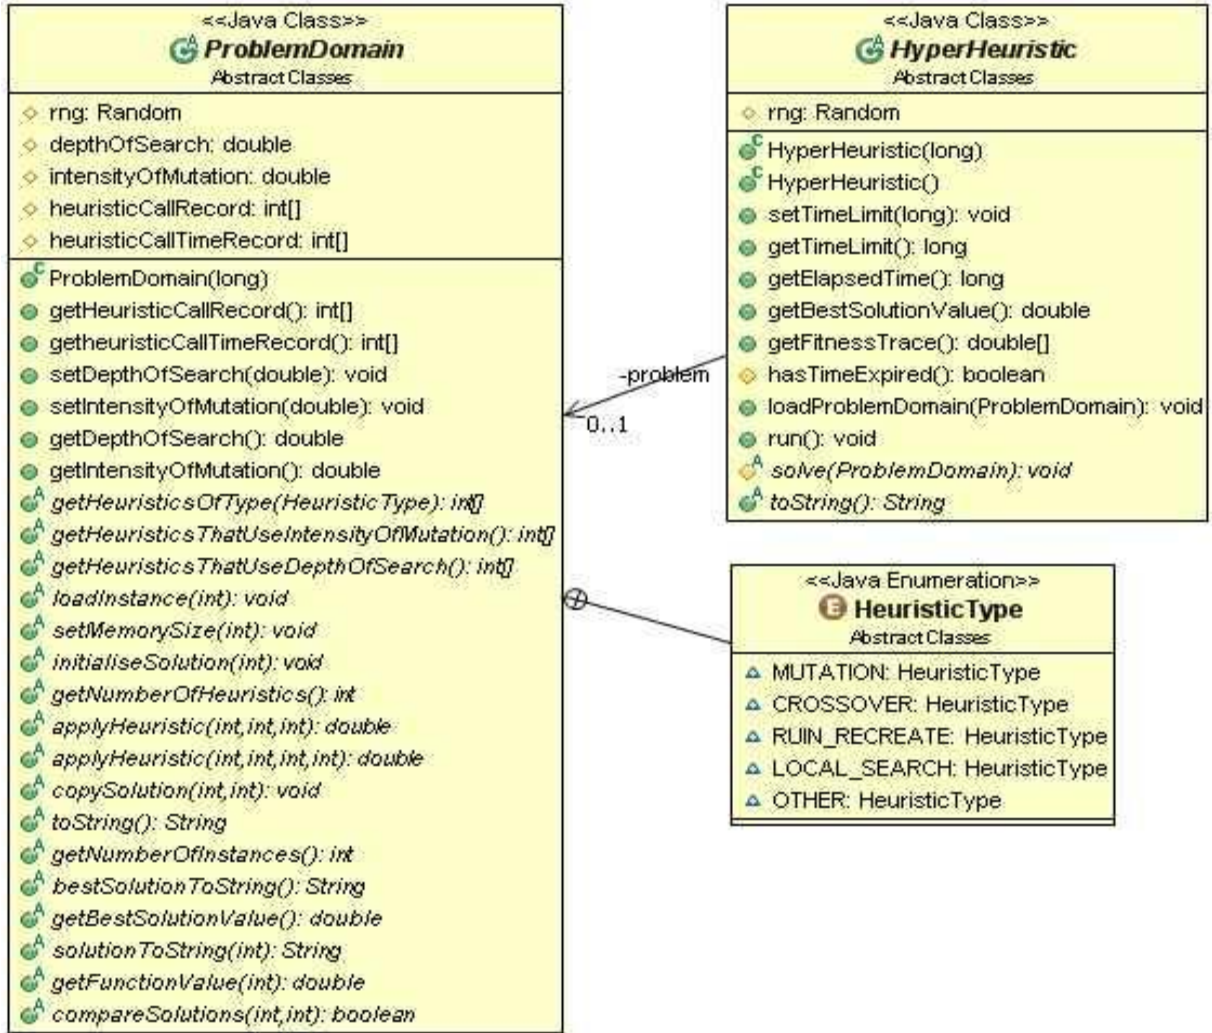 <<Java Class>>
ProblemDomain
AbstractClasses
rng: Random
depthOfSearch: double
intensityOfMutation: double
heuristicCallRecord: int[]
heuristicCallTimeRecord: int[]
ProblemDomain(long)
getHeuristicCallRecord(): int[]
getheuristicCallTimeRecord(): int[]
setDepthOfSearch(double): void
setIntensityOfMutation(double): void
getDepthOfSearch(): double
getIntensityOfMutation(): double
getHeuristicsOfType(HeuristicType): int[]
getHeuristicsThatUseIntensityOfMutation(): int[]
getHeuristicsThatUseDepthOfSearch(): int[]
loadInstance(int): void
setMemorySize(int): void
initialiseSolution(int): void
getNumberOfHeuristics(): int
applyHeuristic(int,int,int): double
applyHeuristic(int,int,int,int): double
copySolution(int,int): void
toString(): String
getNumberOfInstances(): int
bestSolutionToString(): String
getBestSolutionValue(): double
solutionToString(int): String
getFunctionValue(int): double
compareSolutions(int,int): boolean
-problem
0..1
<<Java Class>>
HyperHeuristic
AbstractClasses
rng: Random
HyperHeuristic(long)
HyperHeuristic()
setTimeLimit(long): void
getTimeLimit(): long
getElapsedTime(): long
getBestSolutionValue(): double
getFitnessTrace(): double[]
hasTimeExpired(): boolean
loadProblemDomain(ProblemDomain): void
run(): void
solve(ProblemDomain): void
toString(): String
<<Java Enumeration>>
HeuristicType
AbstractClasses
MUTATION: HeuristicType
CROSSOVER: HeuristicType
RUIN_RECREATE: HeuristicType
LOCAL_SEARCH: HeuristicType
OTHER: HeuristicType